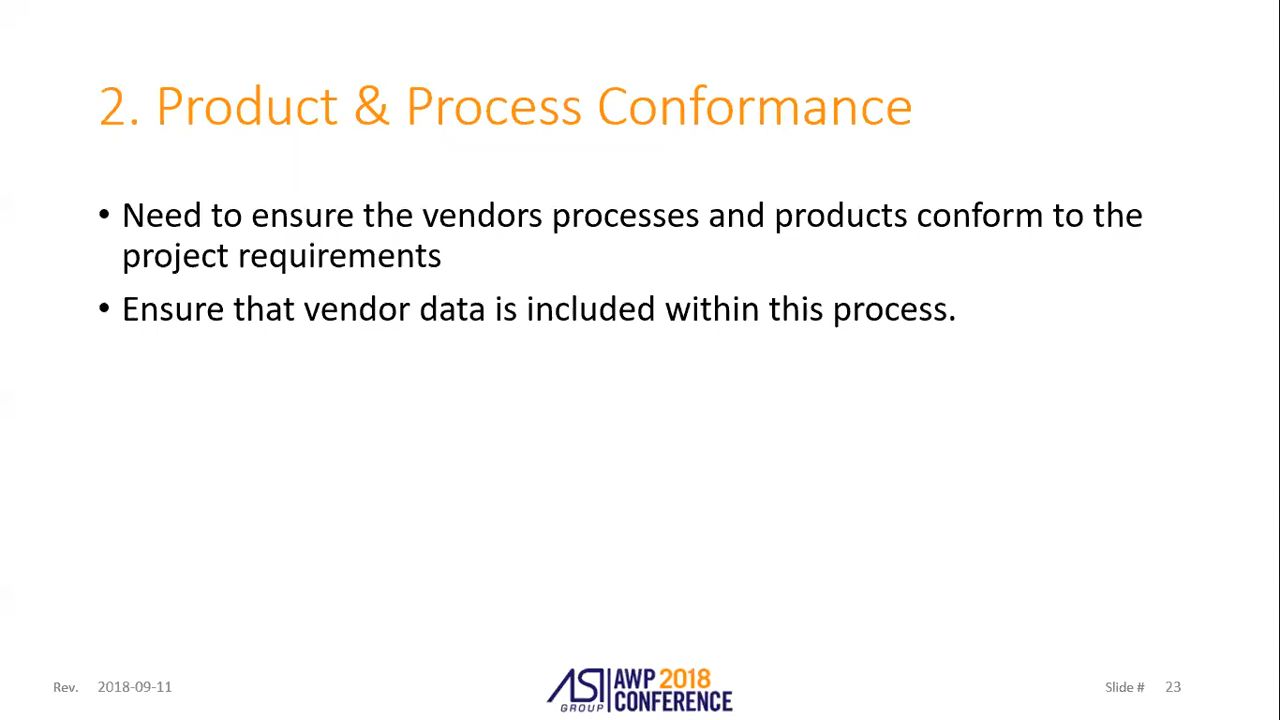 2. Product & Process Conformance
• Need to ensure the vendors processes and products conform to the
project requirements
• Ensure that vendor data is included within this process.
Rev. 2018-09-11
ASI GROUP
AWP 2018
CONFERENCE
Slide # 23